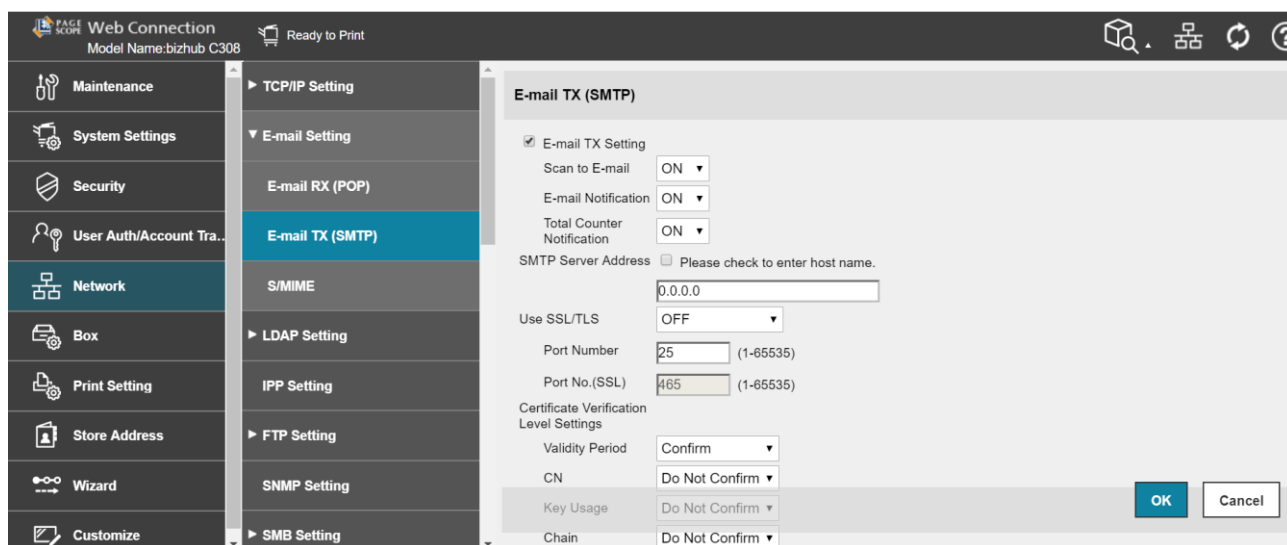 PAGE SCOPE Web Connection
Model Name:bizhub C308
Ready to Print
Maintenance
System Settings
Security
User Auth/Account Tra..
Network
Box
Print Setting
Store Address
Wizard
Customize
TCP/IP Setting
E-mail Setting
E-mail RX (POP)
E-mail TX (SMTP)
S/MIME
LDAP Setting
IPP Setting
FTP Setting
SNMP Setting
SMB Setting
E-mail TX (SMTP)
E-mail TX Setting
Scan to E-mail ON
E-mail Notification ON
Total Counter
Notification ON
SMTP Server Address Please check to enter host name.
0.0.0.0
Use SSL/TLS OFF
Port Number 25 (1-65535)
Port No.(SSL) 465 (1-65535)
Certificate Verification
Level Settings
Validity Period Confirm
CN Do Not Confirm
Key Usage Do Not Confirm
Chain Do Not Confirm
OK Cancel